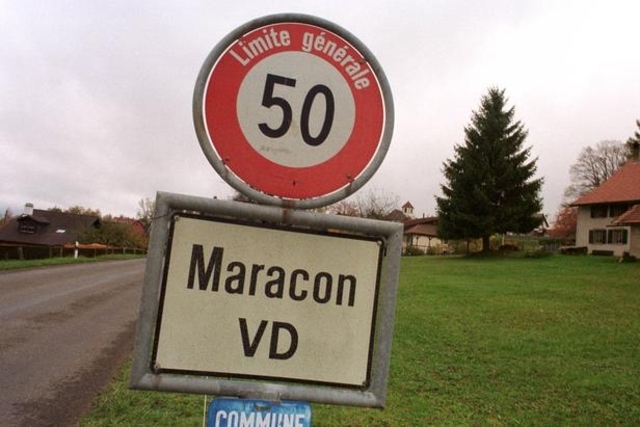 Limite générale
50
Maracon
VD
COMMUNE